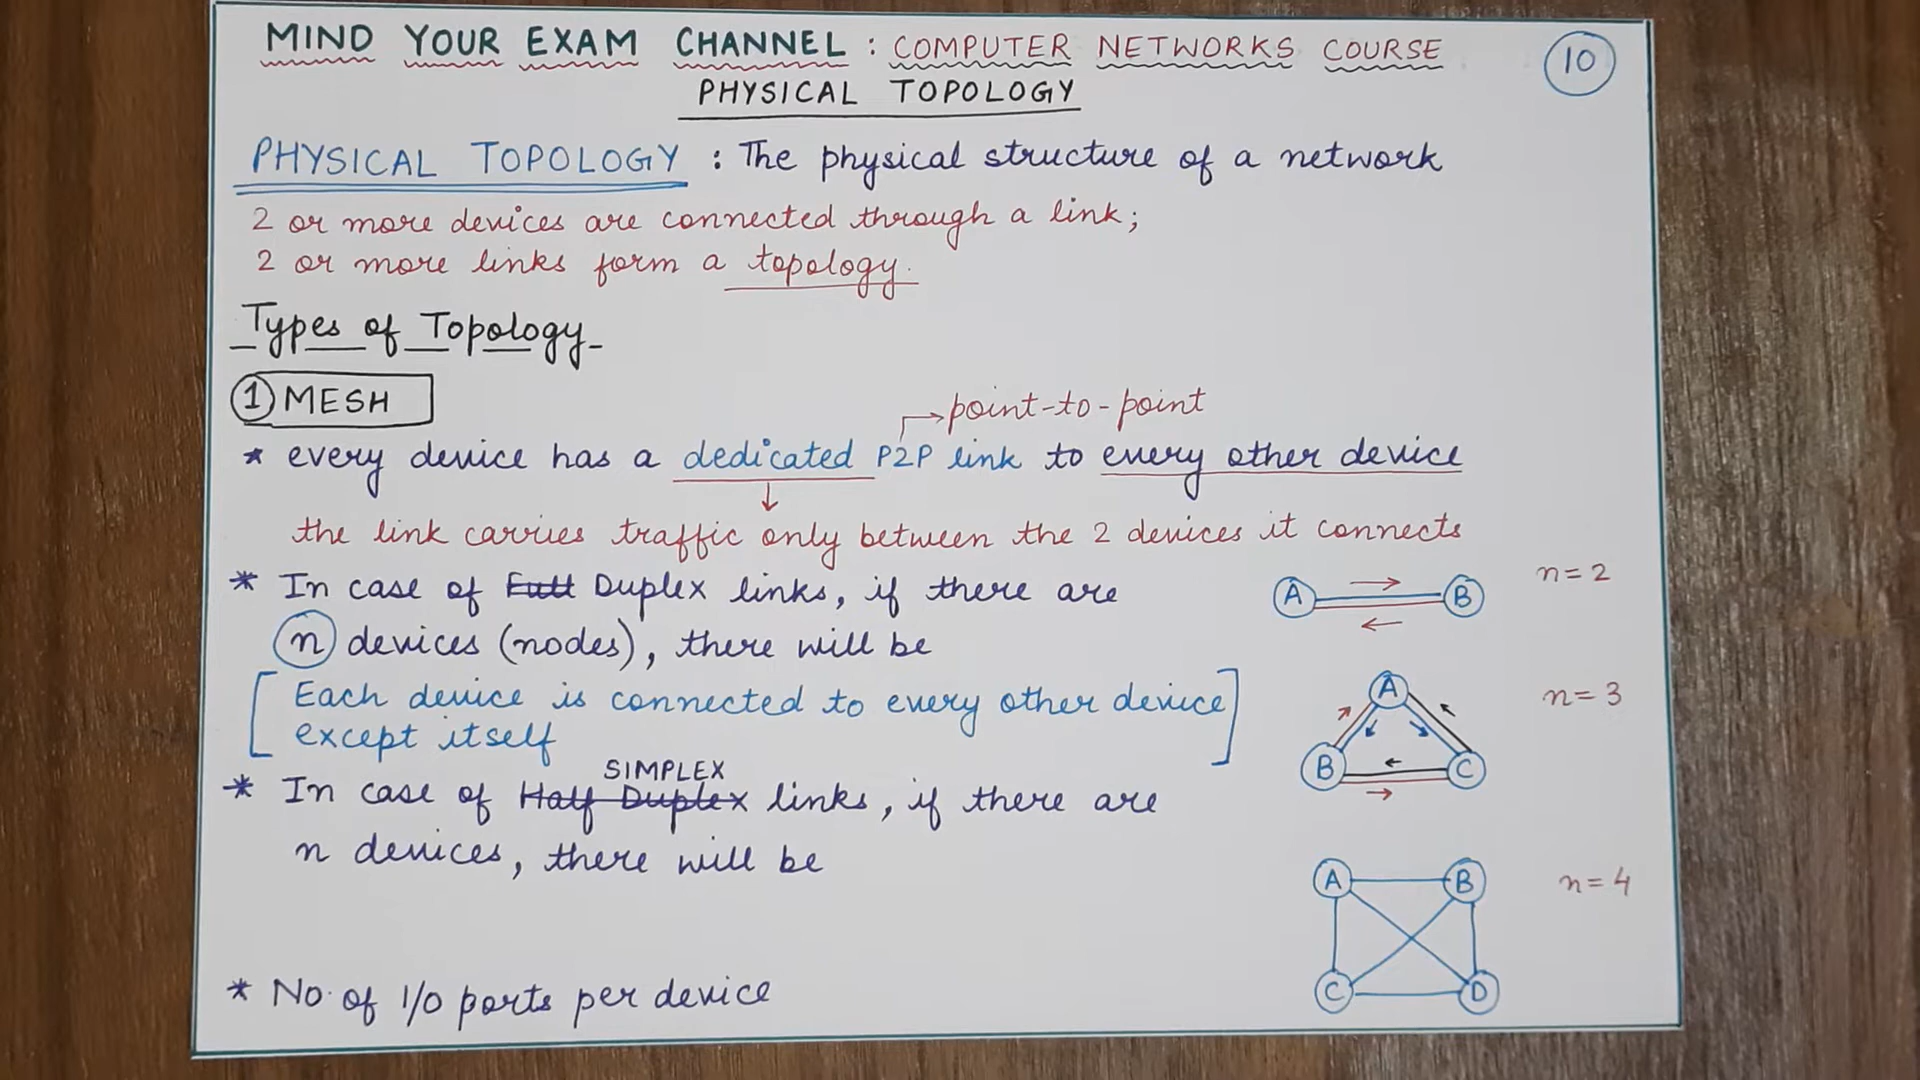 MIND YOUR EXAM CHANNEL : COMPUTER NETWORKS COURSE
10
PHYSICAL TOPOLOGY
PHYSICAL TOPOLOGY : The physical structure of a network
2 or more devices are connected through a link;
2 or more links form a topology.
Types of Topology
1 MESH
point-to-point
* every device has a dedicated P2P link to every other device
the link carries traffic only between the 2 devices it connects
* In case of Full Duplex links, if there are
n devices (nodes), there will be
[Each device is connected to every other device
except itself]
SIMPLEX
* In case of Half Duplex links, if there are
n devices, there will be
* No. of I/O ports per device
A B n=2
A n=3
B C
A B n=4
C D